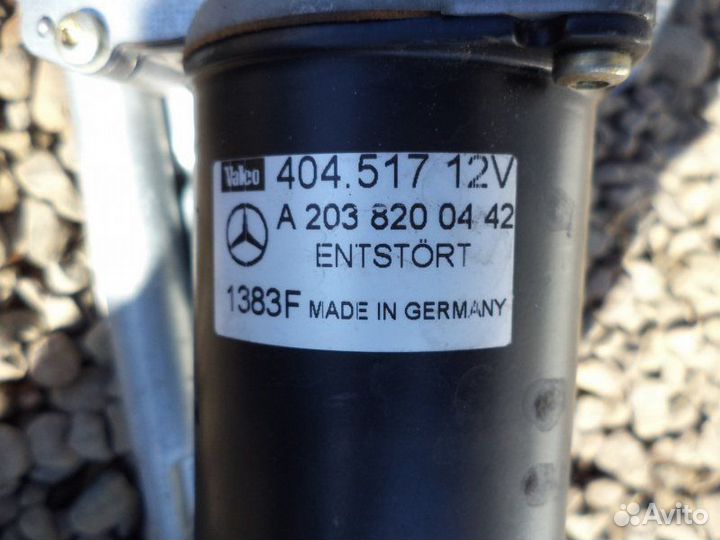 Valeo 404.517 12V
A 203 820 04 42
ENTSTÖRT
1383F MADE IN GERMANY
Avito